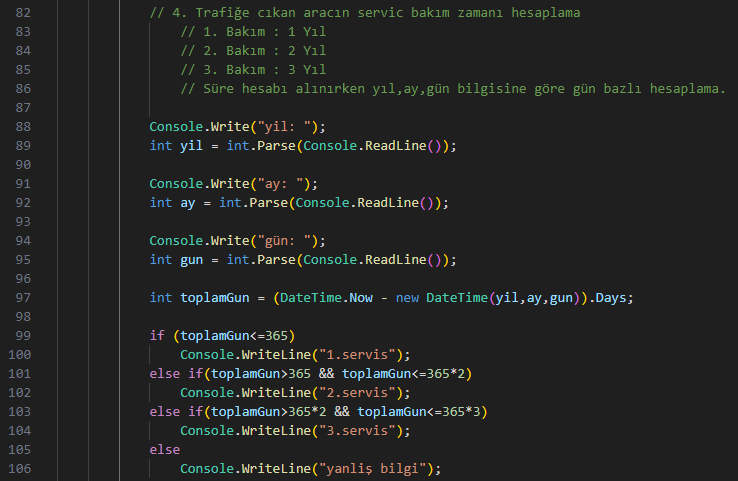 82 // 4. Trafiğe cıkan aracın servic bakım zamanı hesaplama
83 // 1. Bakım : 1 Yıl
84 // 2. Bakım : 2 Yıl
85 // 3. Bakım : 3 Yıl
86 // Süre hesabı alınırken yıl,ay,gün bilgisine göre gün bazlı hesaplama.
87
88 Console.Write("yil: ");
89 int yil = int.Parse(Console.ReadLine());
90
91 Console.Write("ay: ");
92 int ay = int.Parse(Console.ReadLine());
93
94 Console.Write("gün: ");
95 int gun = int.Parse(Console.ReadLine());
96
97 int toplamGun = (DateTime.Now - new DateTime(yil,ay,gun)).Days;
98
99 if (toplamGun<=365)
100 Console.WriteLine("1.servis");
101 else if(toplamGun>365 && toplamGun<=365*2)
102 Console.WriteLine("2.servis");
103 else if(toplamGun>365*2 && toplamGun<=365*3)
104 Console.WriteLine("3.servis");
105 else
106 Console.WriteLine("yanliş bilgi");